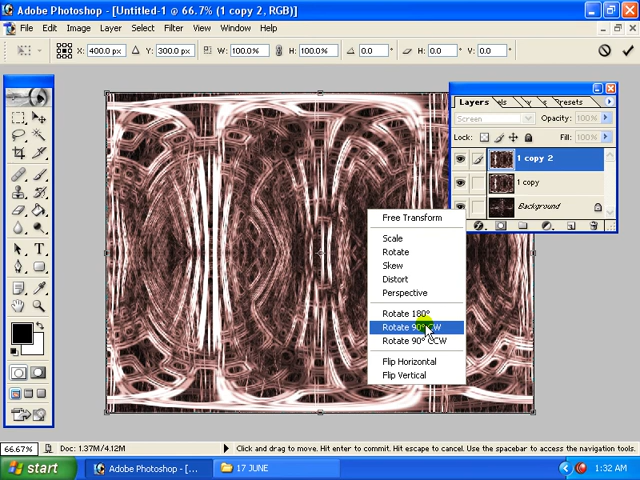 Adobe Photoshop - [Untitled-1 @ 66.7% (1 copy 2, RGB)]
File Edit Image Layer Select Filter View Window Help
X: 400.0 px Y: 300.0 px W: 100.0% H: 100.0% 0.0 ° H: 0.0 ° V: 0.0 °
Layers Presets
Screen Opacity: 100%
Lock: Fill: 100%
1 copy 2
1 copy
Background
Free Transform
Scale
Rotate
Skew
Distort
Perspective
Rotate 180°
Rotate 90° CW
Rotate 90° CCW
Flip Horizontal
Flip Vertical
66.67% Doc: 1.37M/4.12M Click and drag to move. Hit enter to commit. Hit escape to cancel. Use the spacebar to access the navigation tools.
start Adobe Photoshop - [... 17 JUNE 1:32 AM